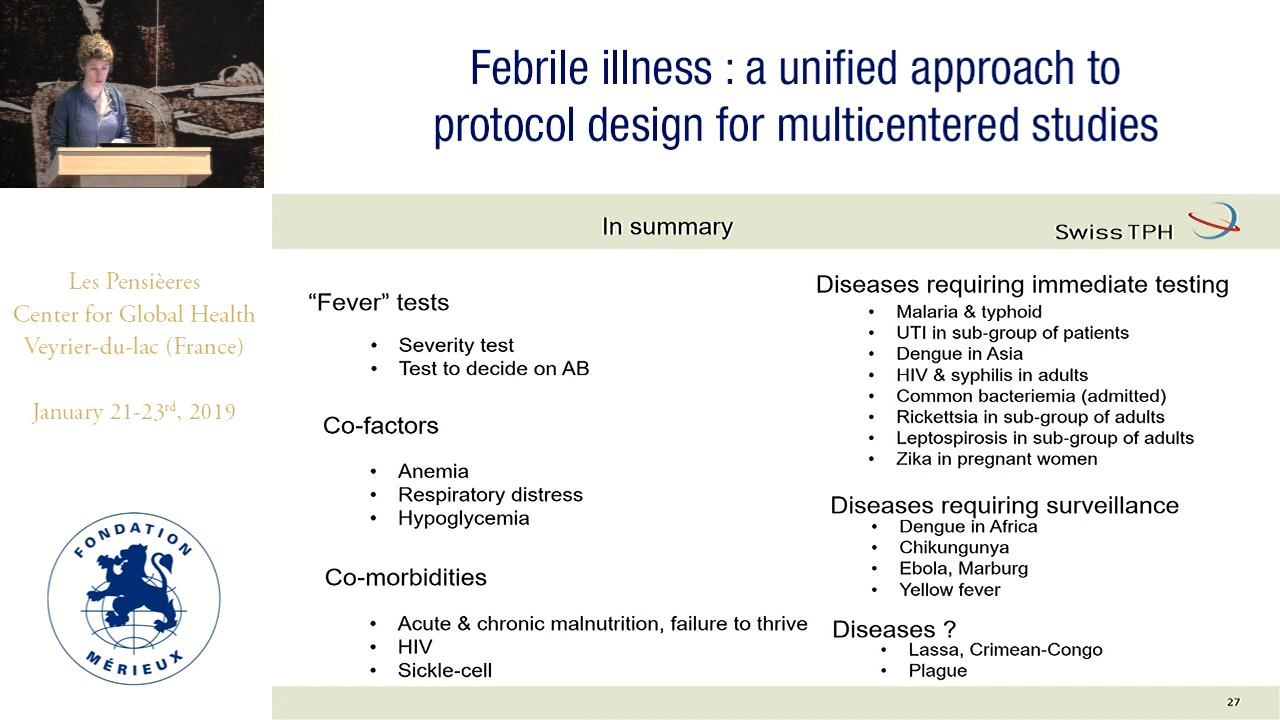 Febrile illness : a unified approach to
protocol design for multicentered studies
In summary
Swiss TPH
Les Pensièeres
Center for Global Health
Veyrier-du-lac (France)
January 21-23rd, 2019
FONDATION
MÉRIEUX
“Fever” tests
• Severity test
• Test to decide on AB
Co-factors
• Anemia
• Respiratory distress
• Hypoglycemia
Co-morbidities
• Acute & chronic malnutrition, failure to thrive
• HIV
• Sickle-cell
Diseases requiring immediate testing
• Malaria & typhoid
• UTI in sub-group of patients
• Dengue in Asia
• HIV & syphilis in adults
• Common bacteriemia (admitted)
• Rickettsia in sub-group of adults
• Leptospirosis in sub-group of adults
• Zika in pregnant women
Diseases requiring surveillance
• Dengue in Africa
• Chikungunya
• Ebola, Marburg
• Yellow fever
Diseases ?
• Lassa, Crimean-Congo
• Plague
27